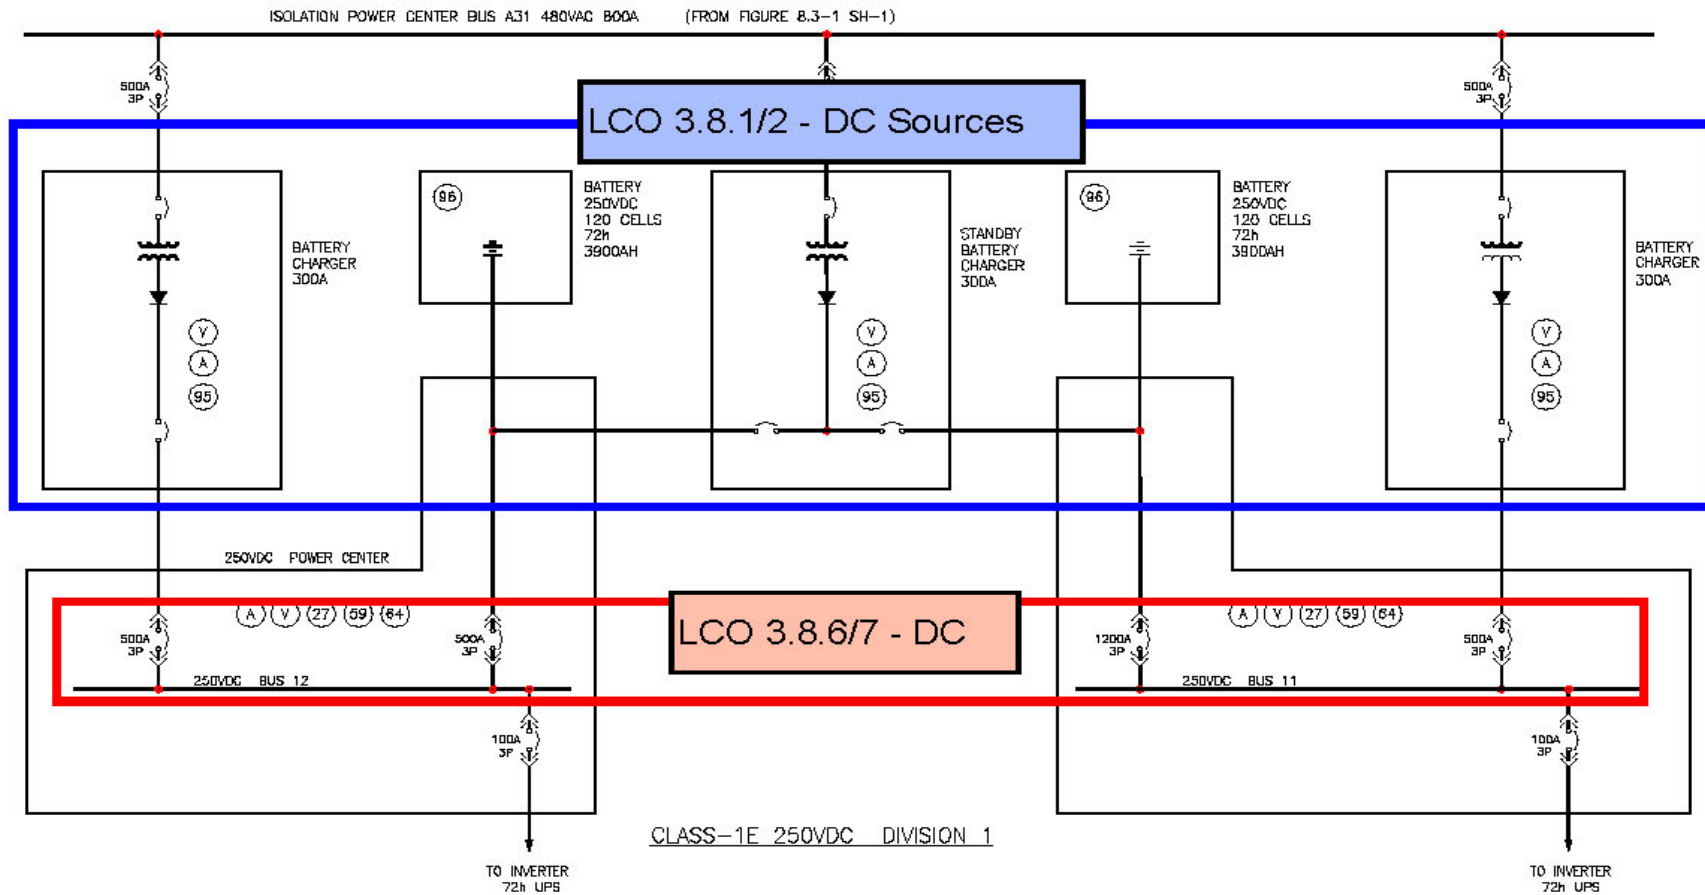 ISOLATION POWER CENTER BUS A31 480VAC 800A (FROM FIGURE 8.3-1 SH-1)
500A
3P
500A
3P
LCO 3.8.1/2 - DC Sources
BATTERY
CHARGER
300A
96
BATTERY
250VDC
120 CELLS
72h
3900AH
STANDBY
BATTERY
CHARGER
300A
96
BATTERY
250VDC
120 CELLS
72h
3900AH
BATTERY
CHARGER
300A
V
A
95
V
A
95
V
A
95
250VDC POWER CENTER
A V 27 59 64
A V 27 59 64
LCO 3.8.6/7 - DC
500A
3P
500A
3P
1200A
3P
500A
3P
250VDC BUS 12
250VDC BUS 11
100A
3P
100A
3P
CLASS-1E 250VDC DIVISION 1
TO INVERTER
72h UPS
TO INVERTER
72h UPS